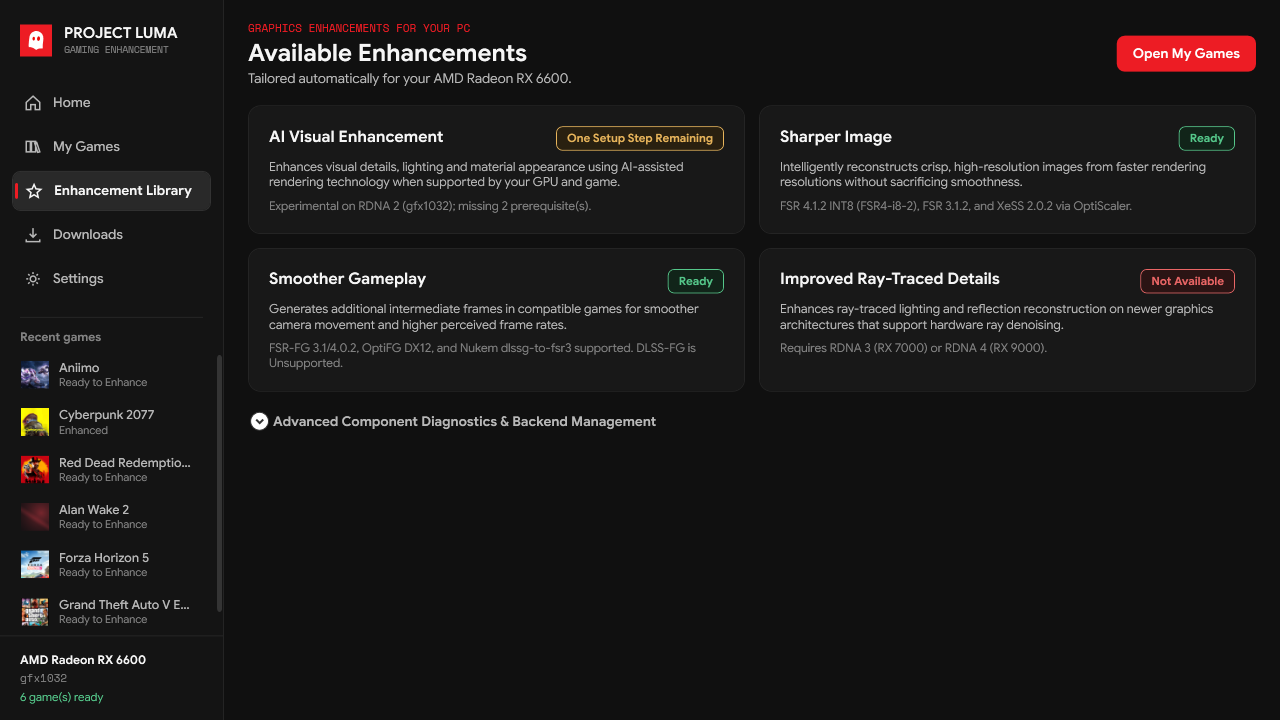 PROJECT LUMA
GAMING ENHANCEMENT
Home
My Games
Enhancement Library
Downloads
Settings
Recent games
Aniimo
Ready to Enhance
Cyberpunk 2077
Enhanced
Red Dead Redemptio...
Ready to Enhance
Alan Wake 2
Ready to Enhance
Forza Horizon 5
Ready to Enhance
Grand Theft Auto V E...
Ready to Enhance
AMD Radeon RX 6600
gfx1032
6 game(s) ready
GRAPHICS ENHANCEMENTS FOR YOUR PC
Available Enhancements
Tailored automatically for your AMD Radeon RX 6600.
Open My Games
AI Visual Enhancement
One Setup Step Remaining
Enhances visual details, lighting and material appearance using AI-assisted
rendering technology when supported by your GPU and game.
Experimental on RDNA 2 (gfx1032); missing 2 prerequisite(s).
Sharper Image
Ready
Intelligently reconstructs crisp, high-resolution images from faster rendering
resolutions without sacrificing smoothness.
FSR 4.1.2 INT8 (FSR4-i8-2), FSR 3.1.2, and XeSS 2.0.2 via OptiScaler.
Smoother Gameplay
Ready
Generates additional intermediate frames in compatible games for smoother
camera movement and higher perceived frame rates.
FSR-FG 3.1/4.0.2, OptiFG DX12, and Nukem dlssg-to-fsr3 supported. DLSS-FG is
Unsupported.
Improved Ray-Traced Details
Not Available
Enhances ray-traced lighting and reflection reconstruction on newer graphics
architectures that support hardware ray denoising.
Requires RDNA 3 (RX 7000) or RDNA 4 (RX 9000).
Advanced Component Diagnostics & Backend Management